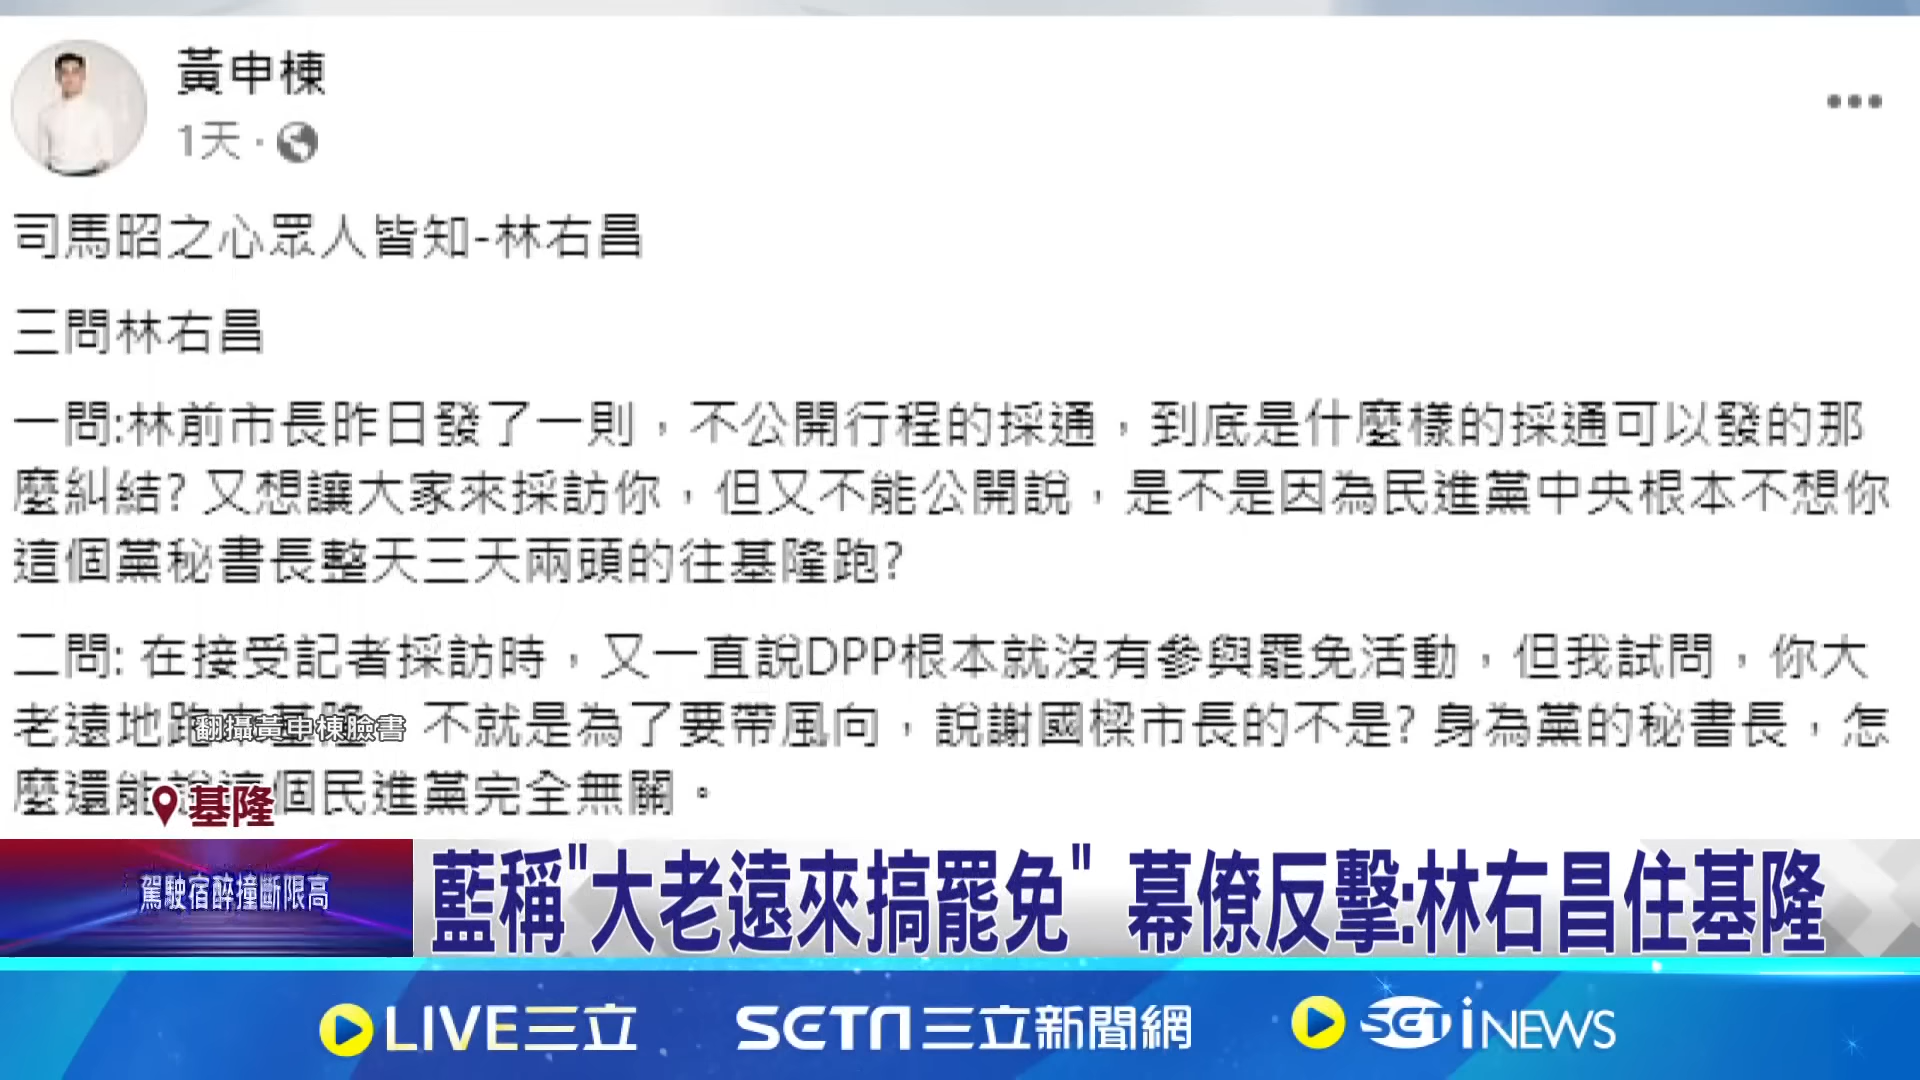 黃申棟
1天 ·
司馬昭之心眾人皆知-林右昌
三問林右昌
一問:林前市長昨日發了一則，不公開行程的採通，到底是什麼樣的採通可以發的那
麼糾結? 又想讓大家來採訪你，但又不能公開說，是不是因為民進黨中央根本不想你
這個黨秘書長整天三天兩頭的往基隆跑?
二問: 在接受記者採訪時，又一直說DPP根本就沒有參與罷免活動，但我試問，你大
老遠地跑 不就是為了要帶風向，說謝國樑市長的不是? 身為黨的秘書長，怎
翻攝黃申棟臉書
麼還能 個民進黨完全無關。
基隆
駕駛宿醉撞斷限高
藍稱"大老遠來搞罷免" 幕僚反擊:林右昌住基隆
LIVE三立
SETN三立新聞網
SETiNEWS